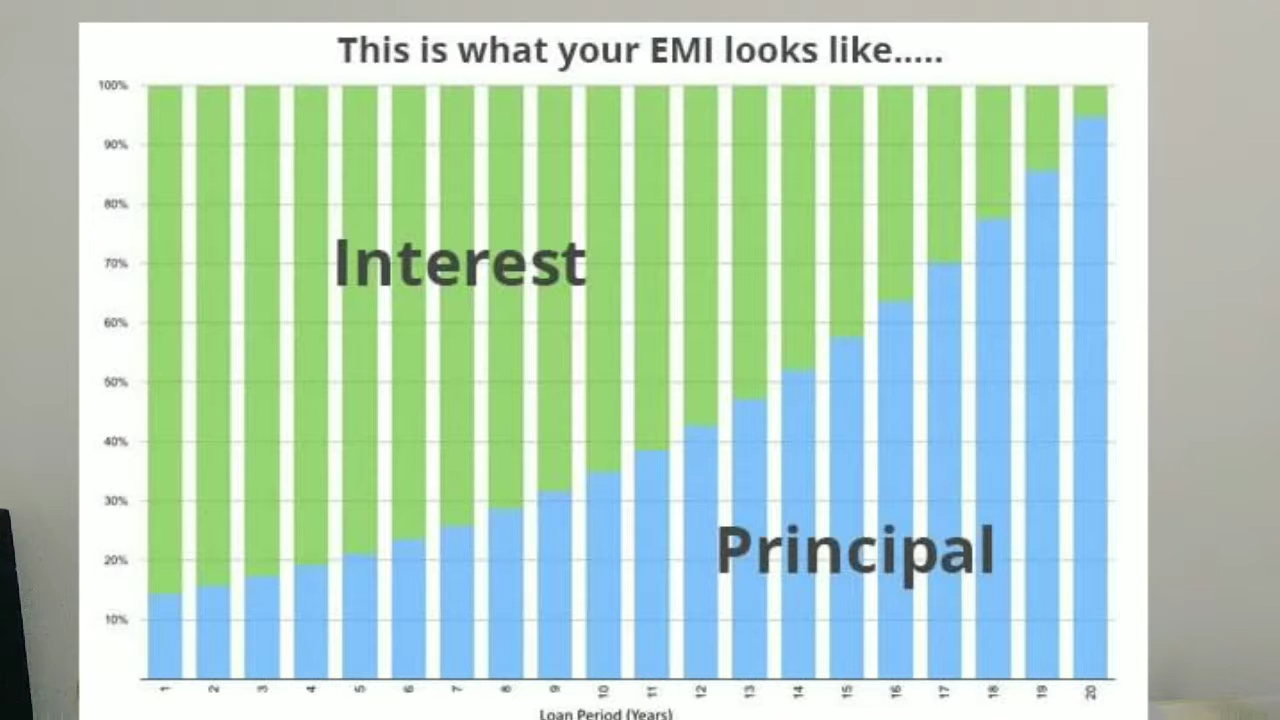 This is what your EMI looks like.....
100%
90%
80%
70%
60%
50%
40%
30%
20%
10%
Interest
Principal
1 2 3 4 5 6 7 8 9 10 11 12 13 14 15 16 17 18 19 20
Loan Period (Years)